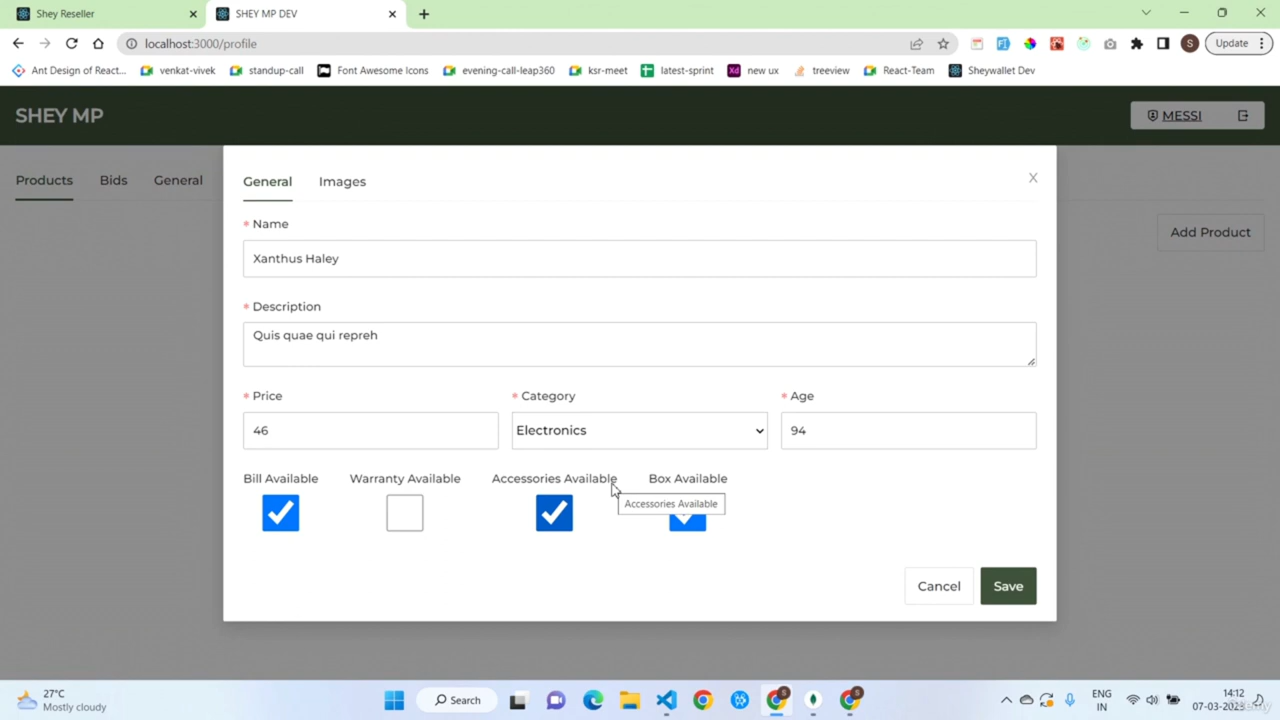 Shey Reseller
SHEY MP DEV
localhost:3000/profile
S
Update
Ant Design of React...
venkat-vivek
standup-call
Font Awesome Icons
evening-call-leap360
ksr-meet
latest-sprint
Xd new ux
treeview
React-Team
Sheywallet Dev
SHEY MP
MESSI
Products
Bids
General
General
Images
X
* Name
Xanthus Haley
* Description
Quis quae qui repreh
* Price
* Category
* Age
46
Electronics
94
Bill Available
Warranty Available
Accessories Available
Box Available
Accessories Available
Cancel
Save
Add Product
27°C
Mostly cloudy
Search
ENG
IN
14:12
07-03-2023